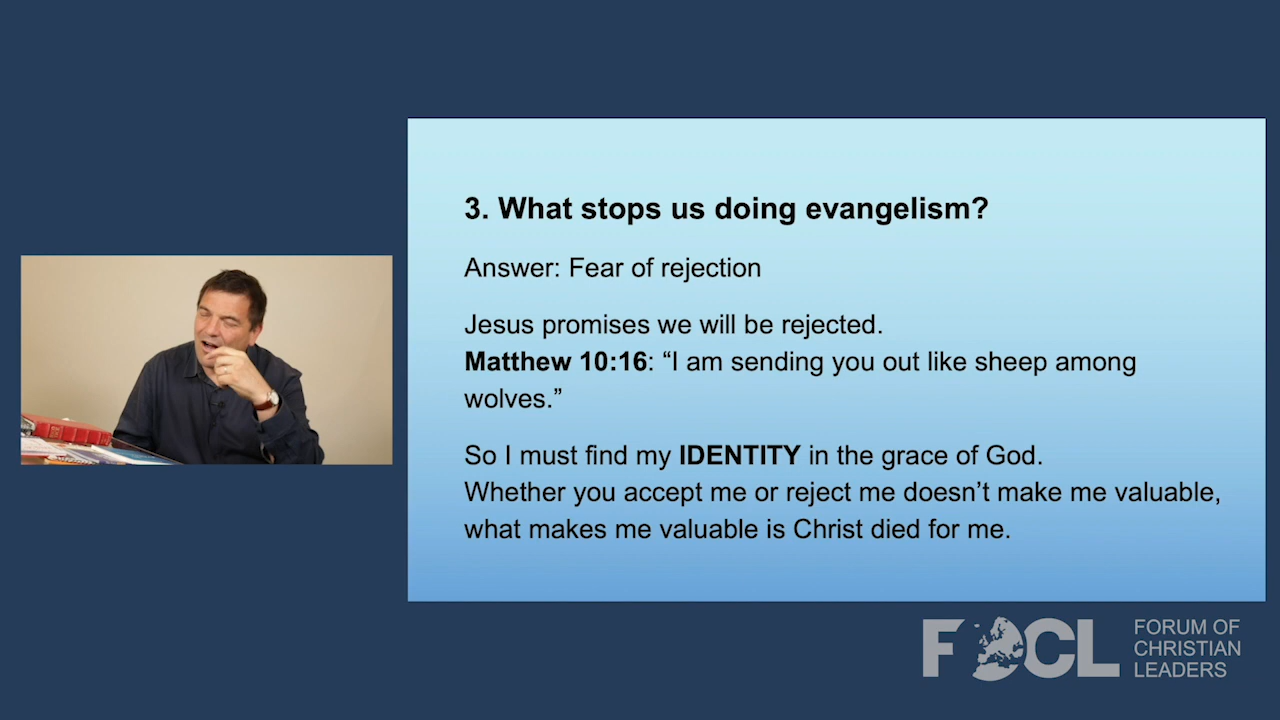 3. What stops us doing evangelism?
Answer: Fear of rejection
Jesus promises we will be rejected.
Matthew 10:16: “I am sending you out like sheep among
wolves.”
So I must find my IDENTITY in the grace of God.
Whether you accept me or reject me doesn’t make me valuable,
what makes me valuable is Christ died for me.
FOCL
FORUM OF
CHRISTIAN
LEADERS